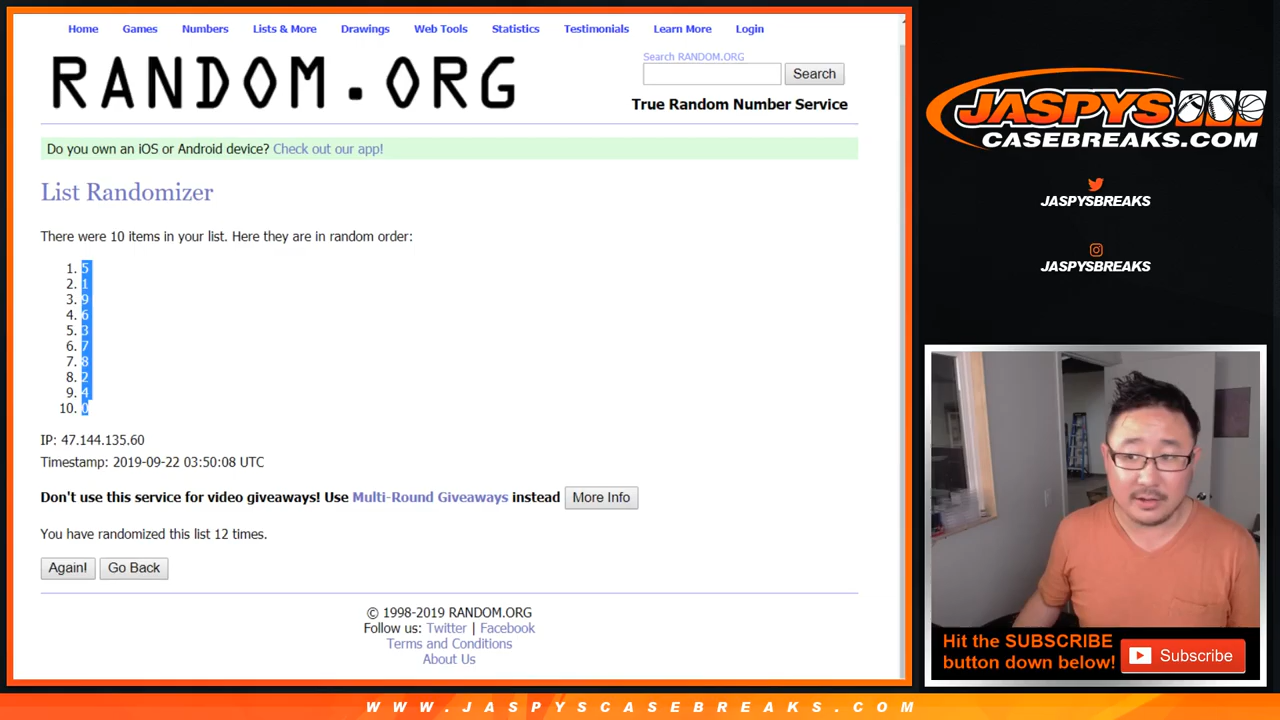 Home Games Numbers Lists & More Drawings Web Tools Statistics Testimonials Learn More Login
RANDOM.ORG
Search RANDOM.ORG
Search
True Random Number Service
Do you own an iOS or Android device? Check out our app!
List Randomizer
There were 10 items in your list. Here they are in random order:
1. 5
2. 1
3. 9
4. 6
5. 3
6. 7
7. 8
8. 2
9. 4
10. 0
IP: 47.144.135.60
Timestamp: 2019-09-22 03:50:08 UTC
Don't use this service for video giveaways! Use Multi-Round Giveaways instead More Info
You have randomized this list 12 times.
Again! Go Back
© 1998-2019 RANDOM.ORG
Follow us: Twitter | Facebook
Terms and Conditions
About Us
JASPYS
CASEBREAKS.COM
JASPYSBREAKS
JASPYSBREAKS
Hit the SUBSCRIBE
button down below!
Subscribe
WWW.JASPYSCASEBREAKS.COM